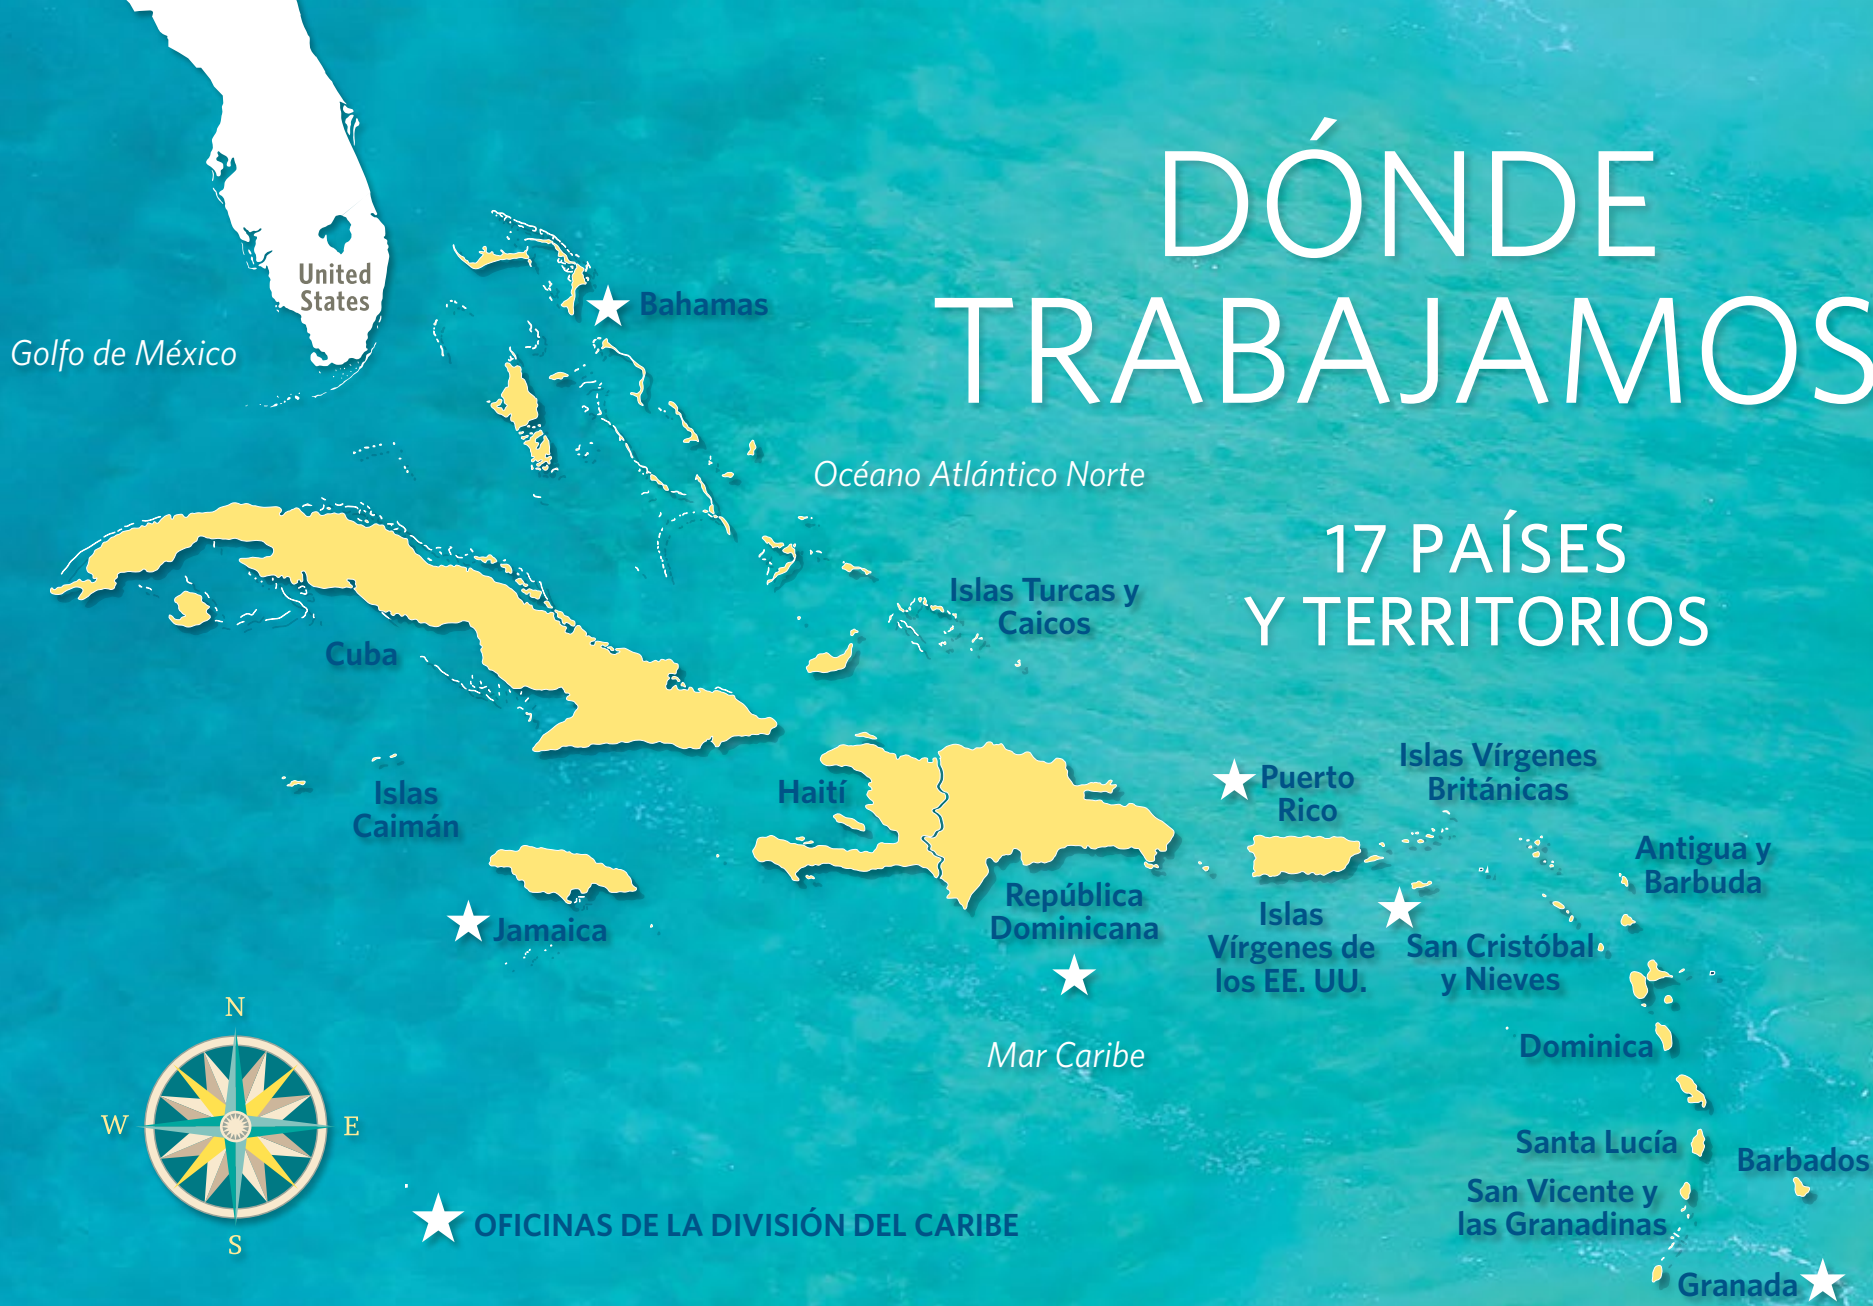 DÓNDE
TRABAJAMOS
17 PAÍSES
Y TERRITORIOS
United
States
Golfo de México
Bahamas
Océano Atlántico Norte
Islas Turcas y
Caicos
Cuba
Islas
Caimán
Haití
Jamaica
República
Dominicana
Puerto
Rico
Islas Vírgenes
Británicas
Islas
Vírgenes de
los EE. UU.
San Cristóbal
y Nieves
Antigua y
Barbuda
Mar Caribe
Dominica
Santa Lucía
Barbados
San Vicente y
las Granadinas
Granada
N
W
E
S
OFICINAS DE LA DIVISIÓN DEL CARIBE